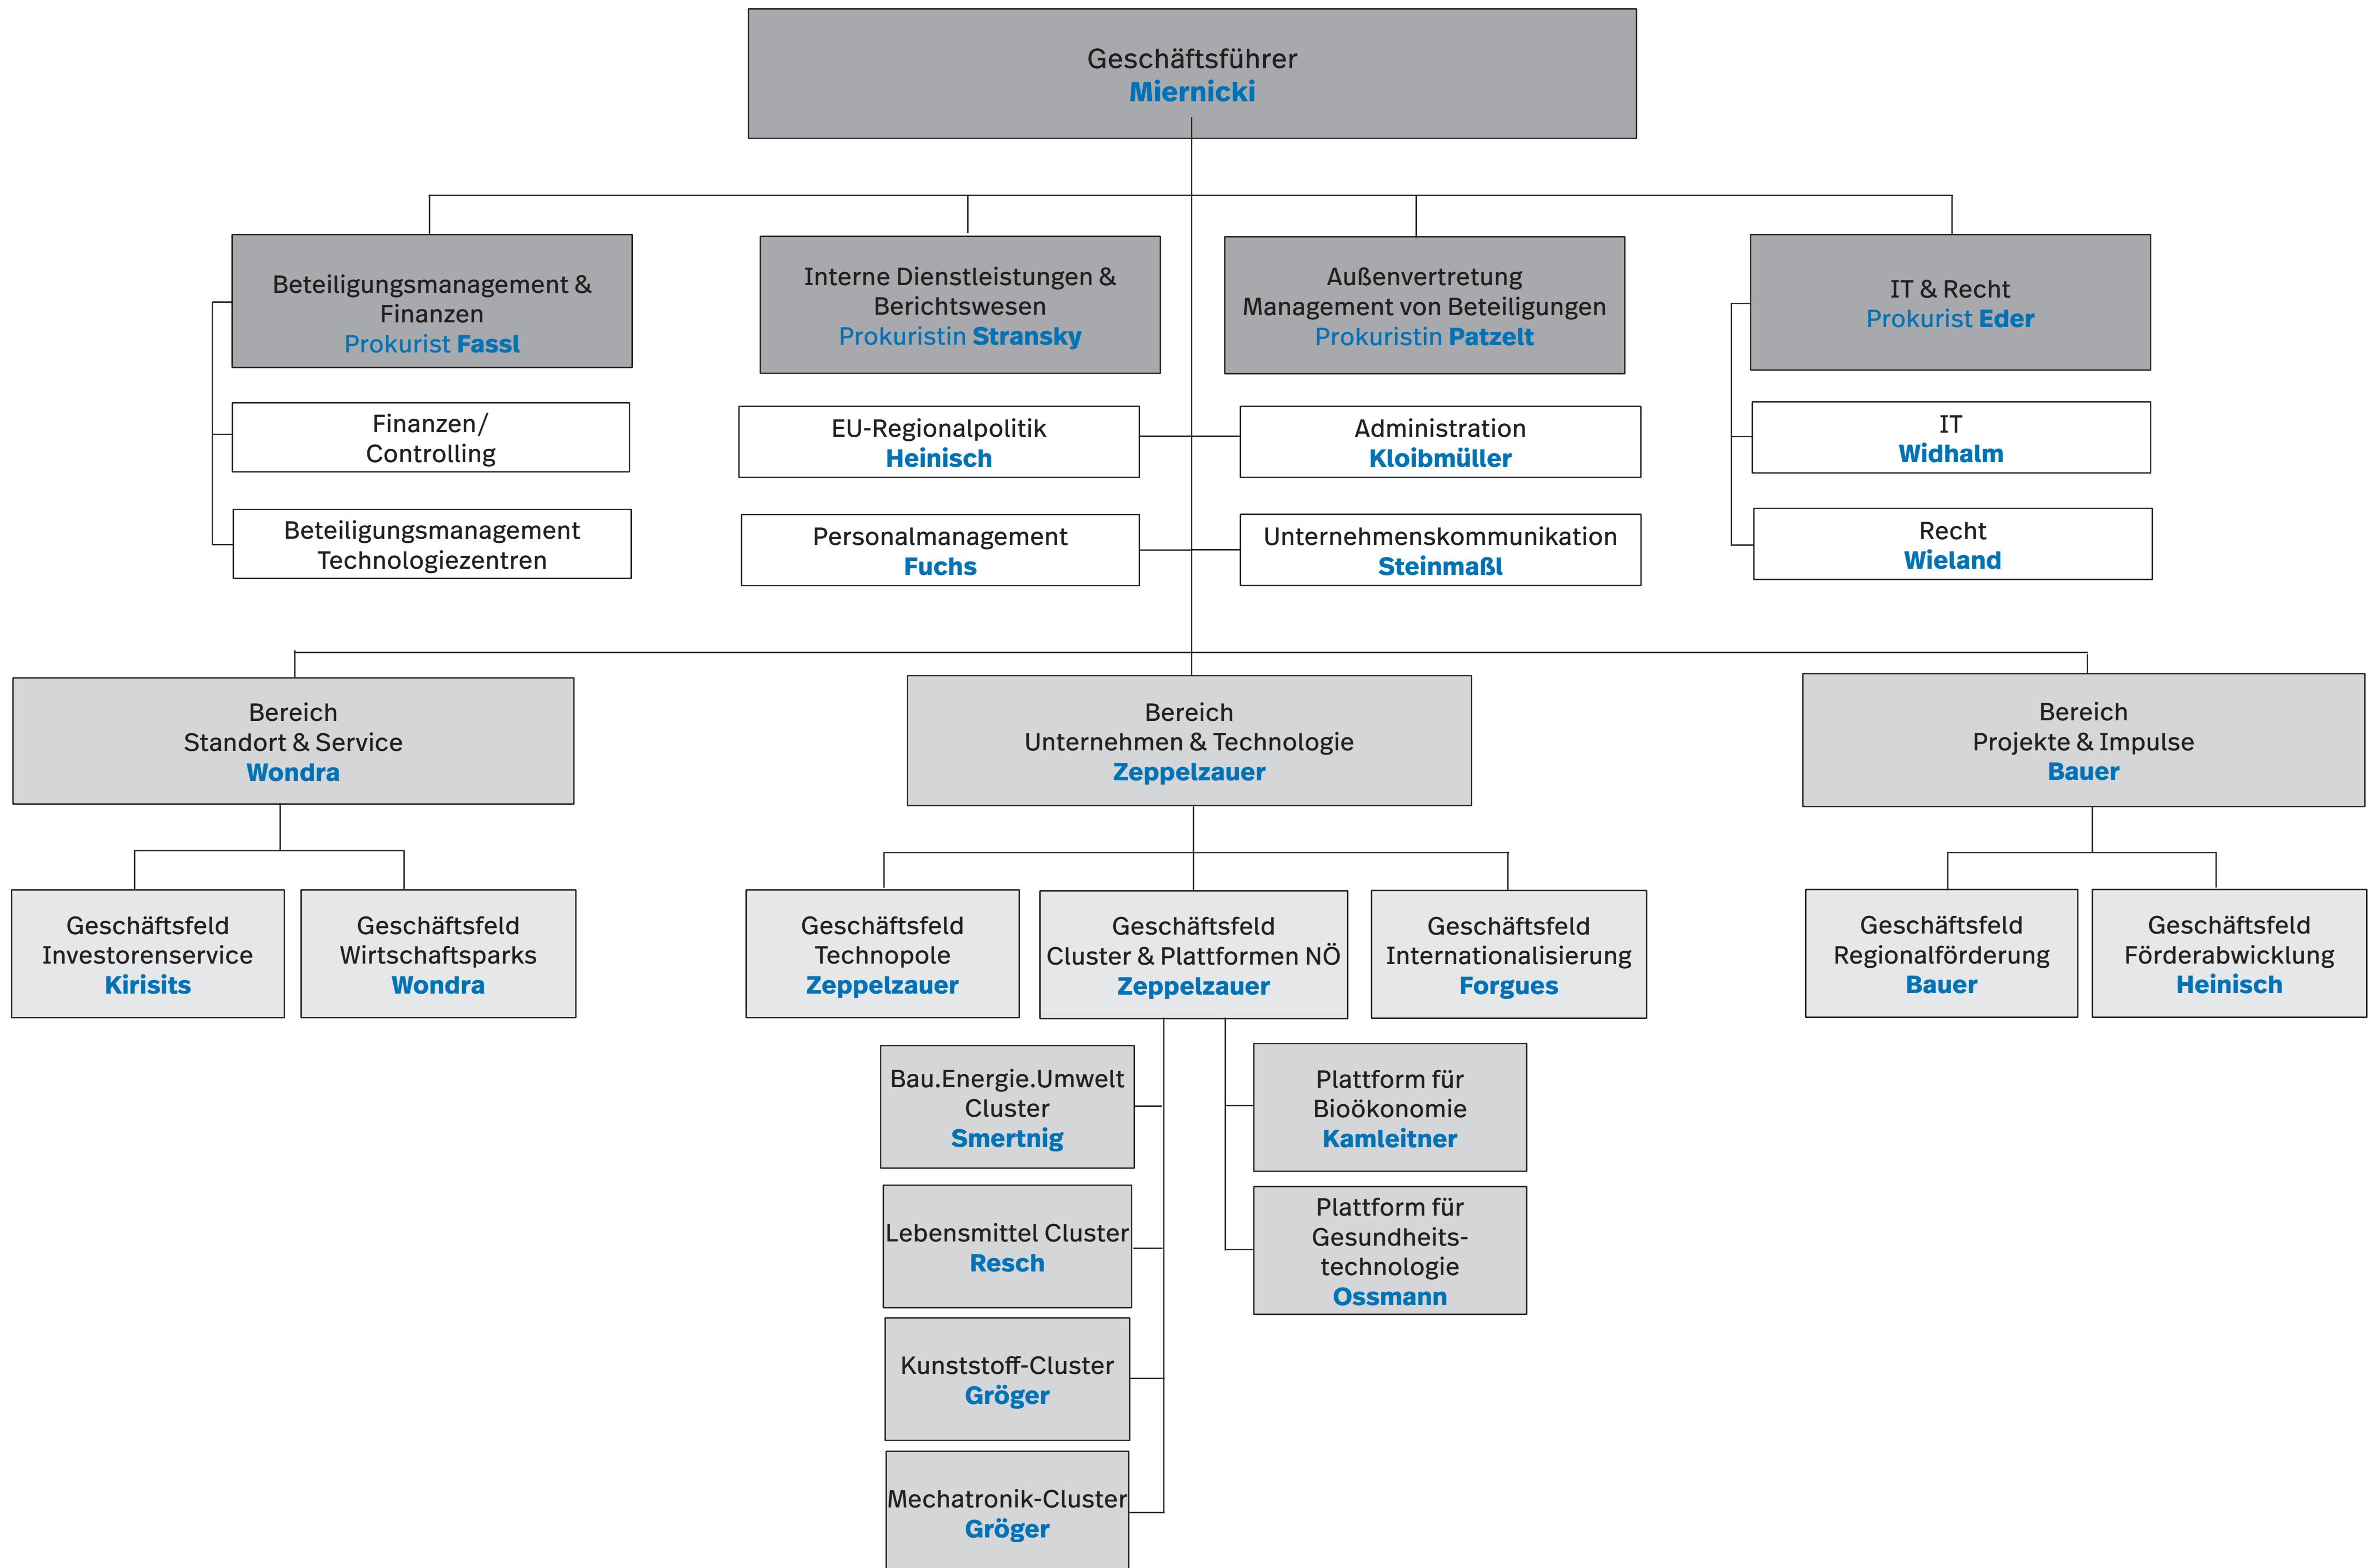 Geschäftsführer
Miernicki
Beteiligungsmanagement &
Finanzen
Prokurist Fassl
Interne Dienstleistungen &
Berichtswesen
Prokuristin Stransky
Außenvertretung
Management von Beteiligungen
Prokuristin Patzelt
IT & Recht
Prokurist Eder
Finanzen/
Controlling
EU-Regionalpolitik
Heinisch
Administration
Kloibmüller
IT
Widhalm
Beteiligungsmanagement
Technologiezentren
Personalmanagement
Fuchs
Unternehmenskommunikation
Steinmaßl
Recht
Wieland
Bereich
Standort & Service
Wondra
Bereich
Unternehmen & Technologie
Zeppelzauer
Bereich
Projekte & Impulse
Bauer
Geschäftsfeld
Investorenservice
Kirisits
Geschäftsfeld
Wirtschaftsparks
Wondra
Geschäftsfeld
Technopole
Zeppelzauer
Geschäftsfeld
Cluster & Plattformen NÖ
Zeppelzauer
Geschäftsfeld
Internationalisierung
Forgues
Geschäftsfeld
Regionalförderung
Bauer
Geschäftsfeld
Förderabwicklung
Heinisch
Bau.Energie.Umwelt
Cluster
Smertnig
Plattform für
Bioökonomie
Kamleitner
Lebensmittel Cluster
Resch
Plattform für
Gesundheits-
technologie
Ossmann
Kunststoff-Cluster
Gröger
Mechatronik-Cluster
Gröger